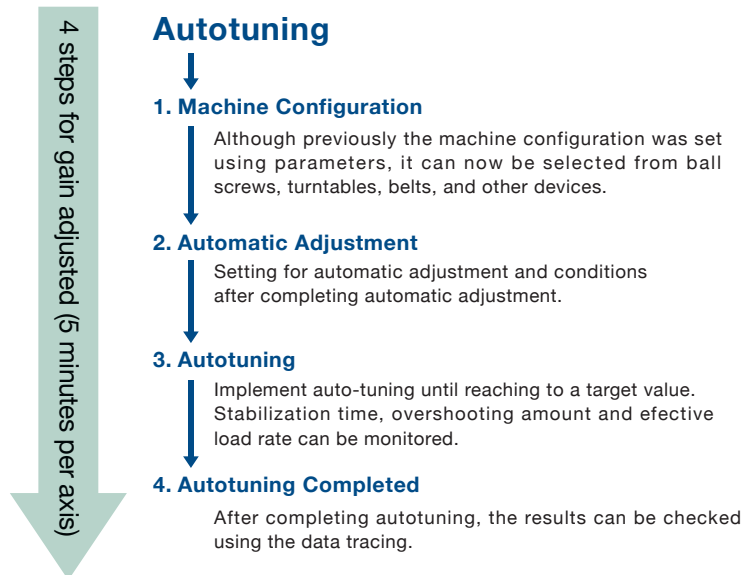 4 steps for gain adjusted (5 minutes per axis)
Autotuning
1. Machine Configuration
Although previously the machine configuration was set
using parameters, it can now be selected from ball
screws, turntables, belts, and other devices.
2. Automatic Adjustment
Setting for automatic adjustment and conditions
after completing automatic adjustment.
3. Autotuning
Implement auto-tuning until reaching to a target value.
Stabilization time, overshooting amount and efective
load rate can be monitored.
4. Autotuning Completed
After completing autotuning, the results can be checked
using the data tracing.